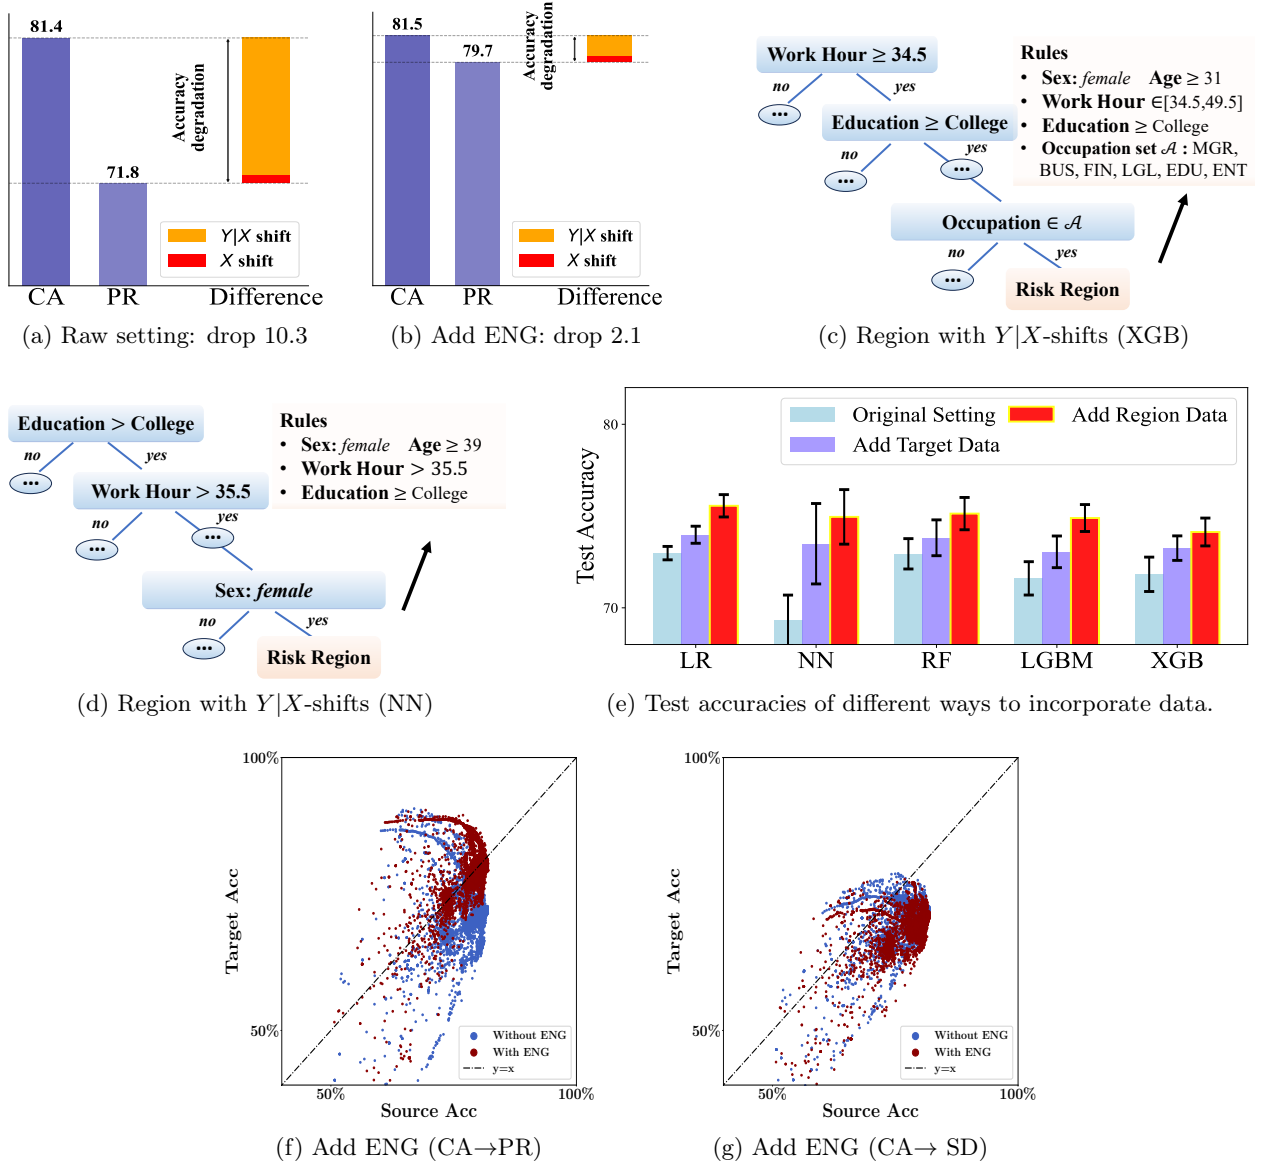 81.4
71.8
Accuracy
degradation
Y|X shift
X shift
CA
PR
Difference
(a) Raw setting: drop 10.3
81.5
79.7
Accuracy
degradation
Y|X shift
X shift
CA
PR
Difference
(b) Add ENG: drop 2.1
Work Hour ≥ 34.5
no
yes
...
Education ≥ College
no
yes
...
...
Occupation ∈ 𝒜
no
yes
...
Risk Region
Rules
• Sex: female Age ≥ 31
• Work Hour ∈[34.5,49.5]
• Education ≥ College
• Occupation set 𝒜 : MGR,
BUS, FIN, LGL, EDU, ENT
(c) Region with Y|X-shifts (XGB)
Education > College
no
yes
...
Work Hour > 35.5
no
yes
...
...
Sex: female
no
yes
...
Risk Region
Rules
• Sex: female Age ≥ 39
• Work Hour > 35.5
• Education ≥ College
(d) Region with Y|X-shifts (NN)
Test Accuracy
80
70
Original Setting
Add Target Data
Add Region Data
LR
NN
RF
LGBM
XGB
(e) Test accuracies of different ways to incorporate data.
100%
Target Acc
50%
Without ENG
With ENG
y=x
50%
100%
Source Acc
(f) Add ENG (CA→PR)
100%
Target Acc
50%
Without ENG
With ENG
y=x
50%
100%
Source Acc
(g) Add ENG (CA→ SD)